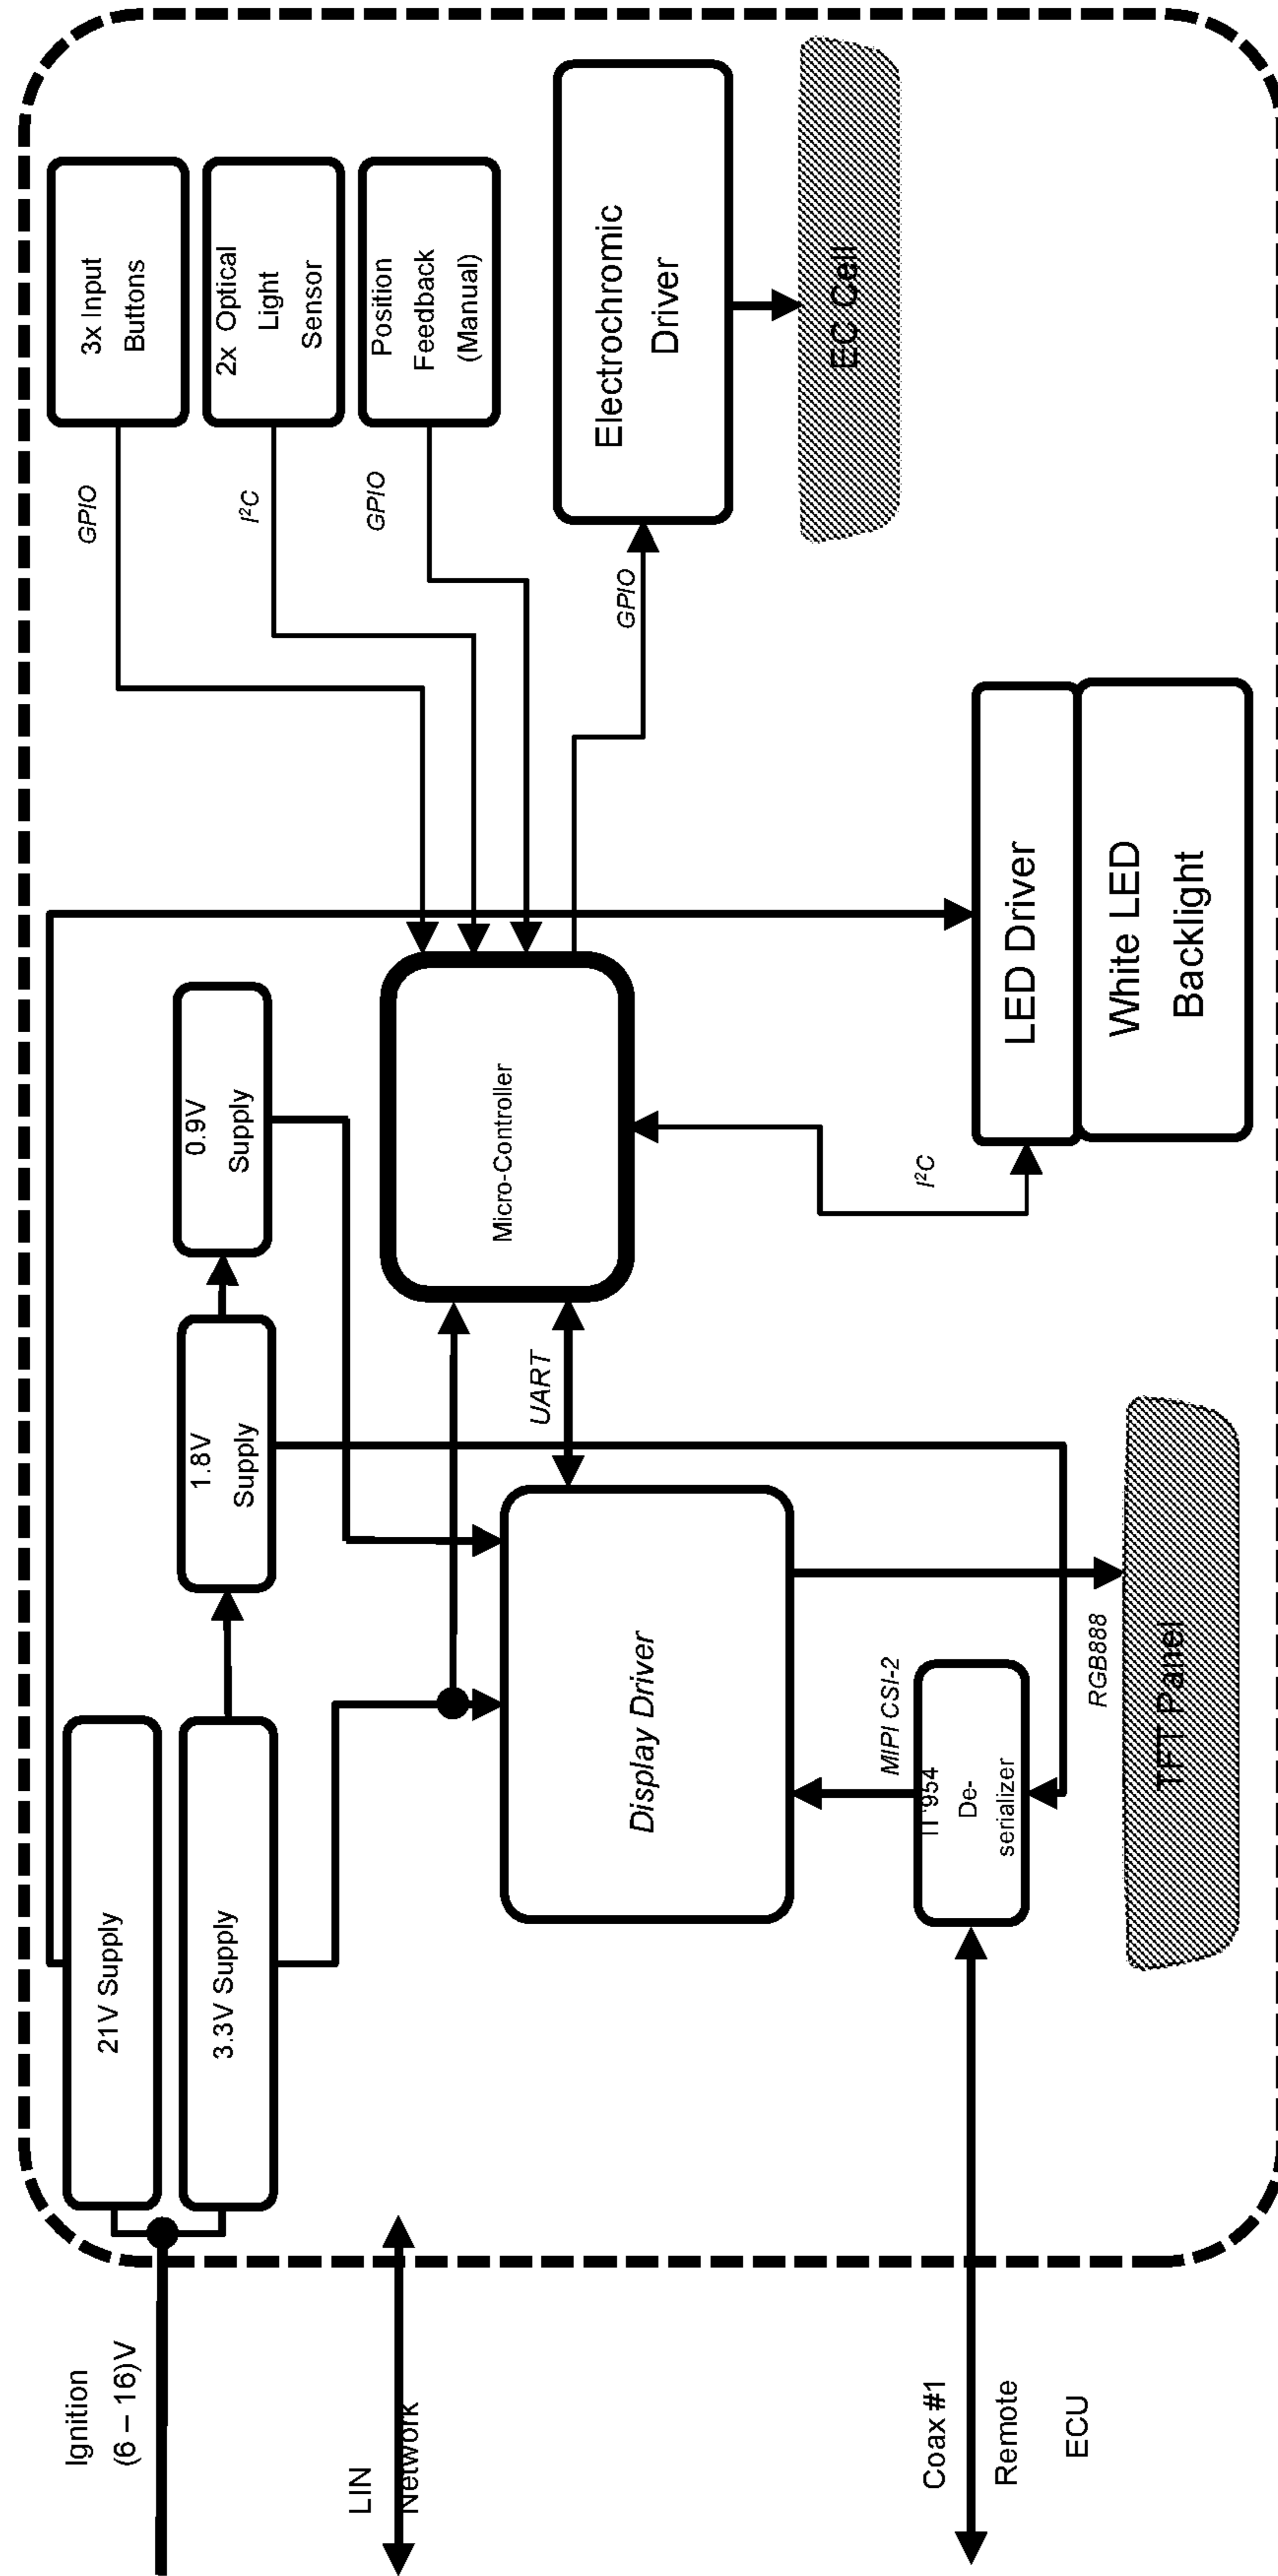 Ignition
(6 – 16)V
LIN
Network
Coax #1
Remote
ECU
21V Supply
3.3V Supply
1.8V
Supply
0.9V
Supply
3x Input
Buttons
2x Optical
Light
Sensor
Position
Feedback
(Manual)
GPIO
I²C
GPIO
Micro-Controller
UART
Display Driver
GPIO
Electrochromic
Driver
EC Cell
I²C
LED Driver
White LED
Backlight
MIPI CSI-2
954
De-
serializer
RGB888
TFT Panel